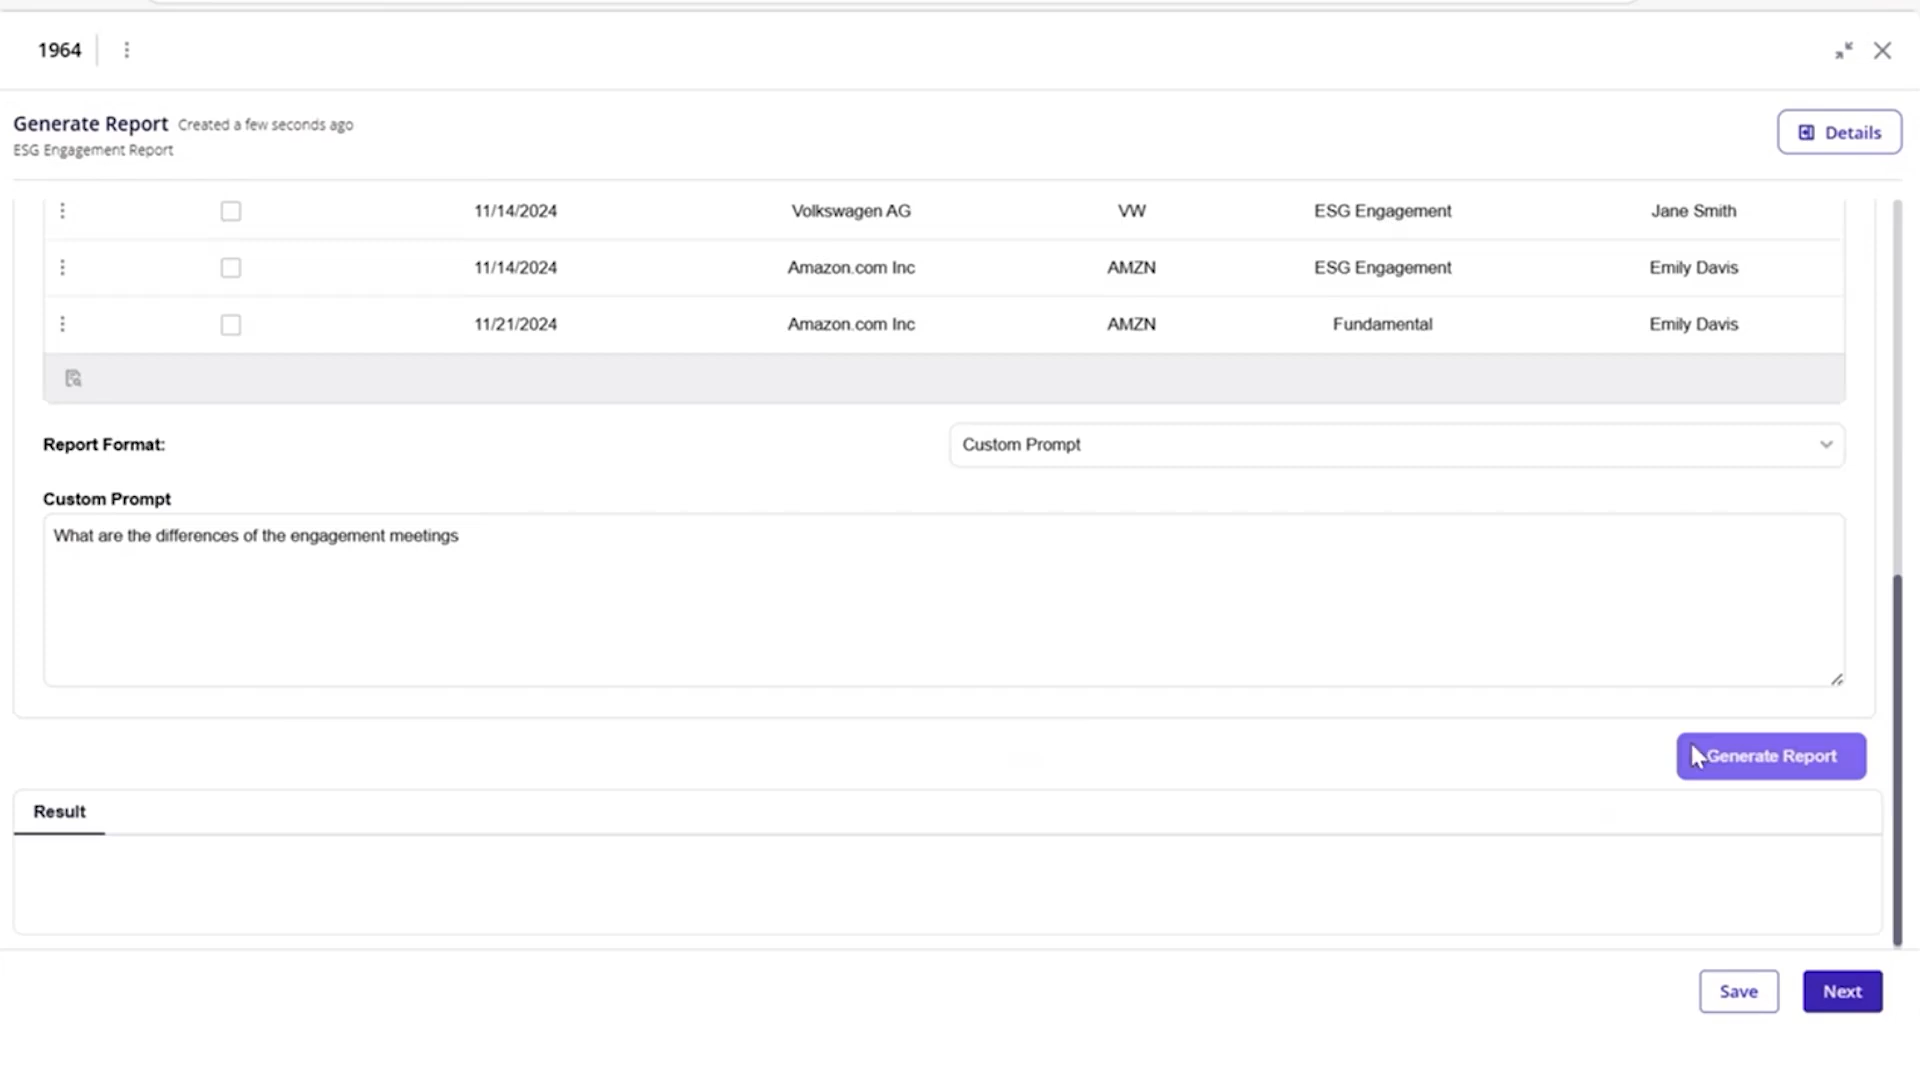 1964
Generate Report Created a few seconds ago
Details
ESG Engagement Report
11/14/2024 Volkswagen AG VW ESG Engagement Jane Smith
11/14/2024 Amazon.com Inc AMZN ESG Engagement Emily Davis
11/21/2024 Amazon.com Inc AMZN Fundamental Emily Davis
Report Format: Custom Prompt
Custom Prompt
What are the differences of the engagement meetings
Generate Report
Result
Save Next